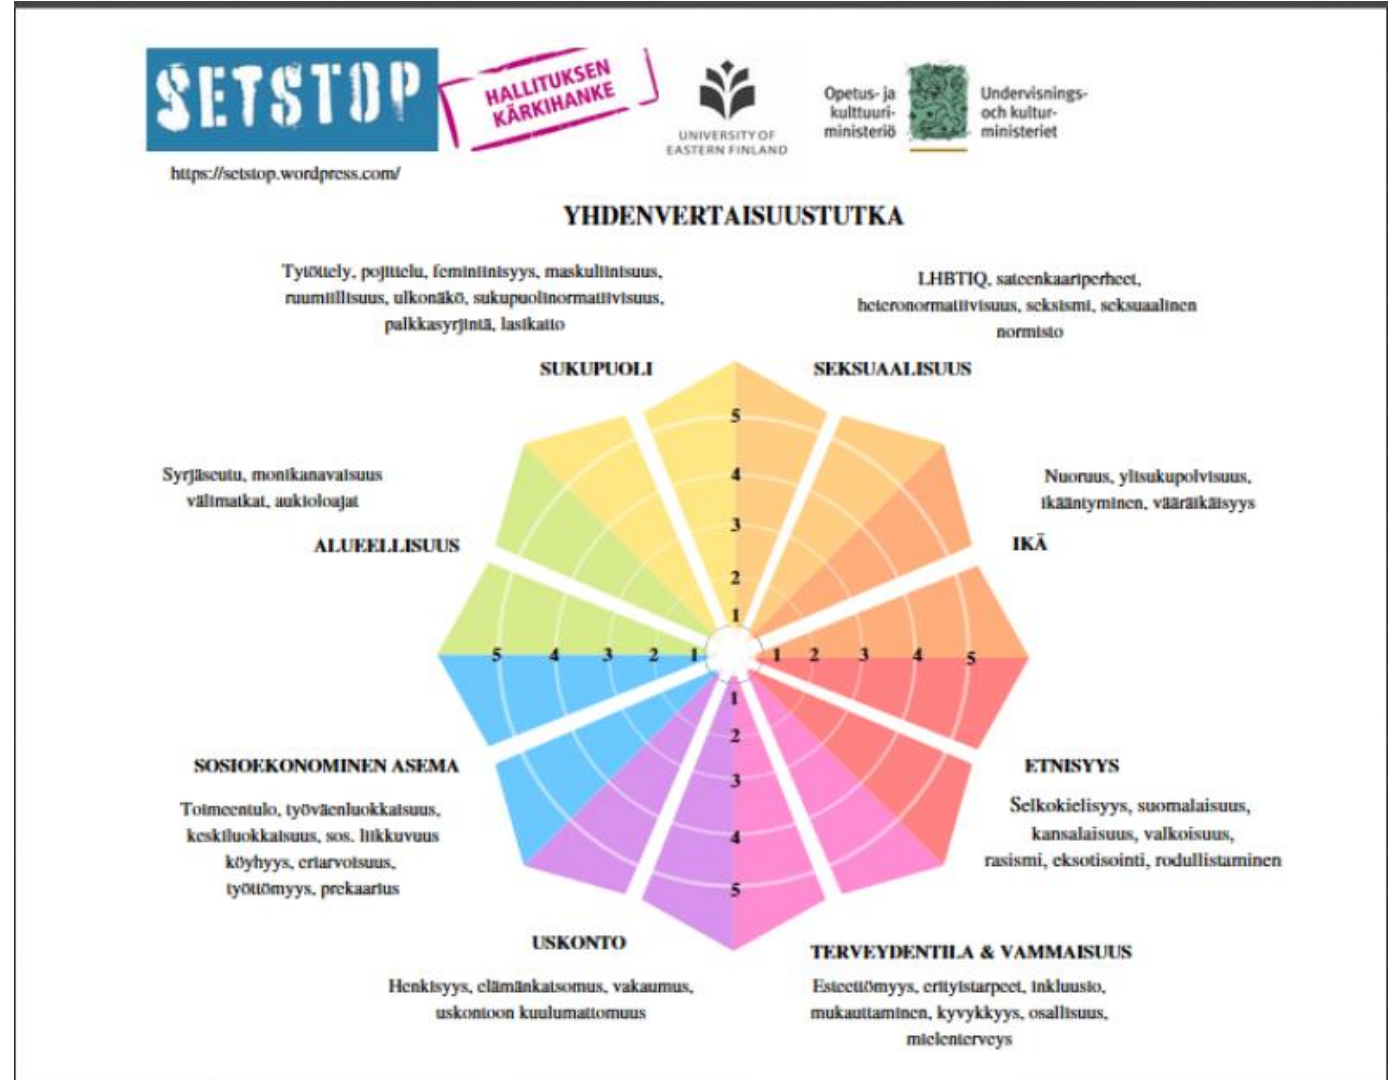 SETSTOP
HALLITUKSEN
KÄRKIHANKE
UNIVERSITY OF
EASTERN FINLAND
Opetus- ja
kulttuuri-
ministeriö
Undervisnings-
och kultur-
ministeriet
https://setstop.wordpress.com/
YHDENVERTAISUUSTUTKA
Tytöttely, pojittelu, feminiinisyys, maskuliinisuus,
ruumiillisuus, ulkonäkö, sukupuolinormatiivisuus,
palkkasyrjintä, lasikatto
LHBTIQ, sateenkaariperheet,
heteronormatiivisuus, seksismi, seksuaalinen
normisto
SUKUPUOLI
SEKSUAALISUUS
Syrjäseutu, monikanavaisuus
välimatkat, aukioloajat
Nuoruus, ylisukupolvisuus,
ikääntyminen, vääräikäisyys
ALUEELLISUUS
IKÄ
5
4
3
2
1
5 4 3 2 1
1 2 3 4 5
1
2
3
4
5
SOSIOEKONOMINEN ASEMA
Toimeentulo, työväenluokkaisuus,
keskiluokkaisuus, sos. liikkuvuus
köyhyys, eriarvoisuus,
työttömyys, prekaarius
ETNISYYS
Selkokielisyys, suomalaisuus,
kansalaisuus, valkoisuus,
rasismi, eksotisointi, rodullistaminen
USKONTO
Henkisyys, elämänkatsomus, vakaumus,
uskontoon kuulumattomuus
TERVEYDENTILA & VAMMAISUUS
Esteettömyys, erityistarpeet, inkluusio,
mukauttaminen, kyvykkyys, osallisuus,
mielenterveys